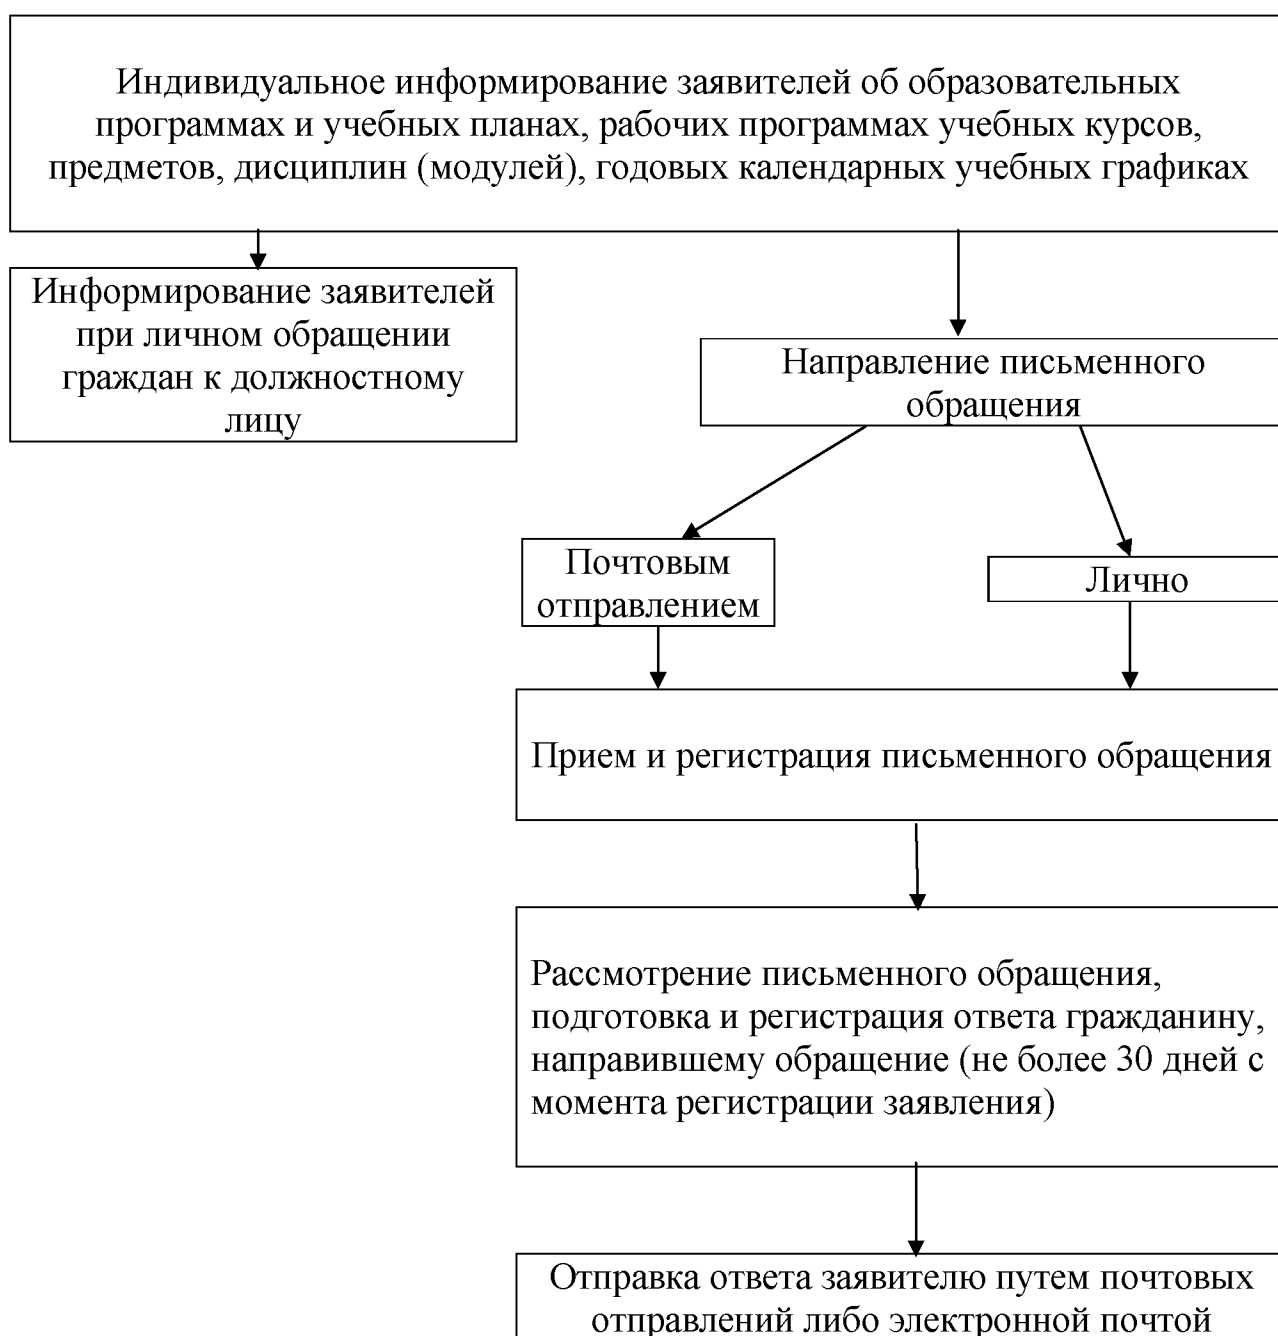 Индивидуальное информирование заявителей об образовательных
программах и учебных планах, рабочих программах учебных курсов,
предметов, дисциплин (модулей), годовых календарных учебных графиках
Информирование заявителей
при личном обращении
граждан к должностному
лицу
Направление письменного
обращения
Почтовым
отправлением
Лично
Прием и регистрация письменного обращения
Рассмотрение письменного обращения,
подготовка и регистрация ответа гражданину,
направившему обращение (не более 30 дней с
момента регистрации заявления)
Отправка ответа заявителю путем почтовых
отправлений либо электронной почтой